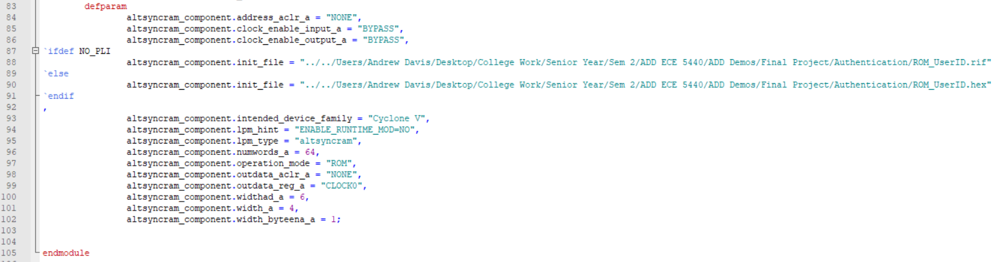 83 defparam
84 altsyncram_component.address_aclr_a = "NONE",
85 altsyncram_component.clock_enable_input_a = "BYPASS",
86 altsyncram_component.clock_enable_output_a = "BYPASS",
87 `ifdef NO_PLI
88 altsyncram_component.init_file = "../../Users/Andrew Davis/Desktop/College Work/Senior Year/Sem 2/ADD ECE 5440/ADD Demos/Final Project/Authentication/ROM_UserID.rif"
89 `else
90 altsyncram_component.init_file = "../../Users/Andrew Davis/Desktop/College Work/Senior Year/Sem 2/ADD ECE 5440/ADD Demos/Final Project/Authentication/ROM_UserID.hex"
91 `endif
92 ,
93 altsyncram_component.intended_device_family = "Cyclone V",
94 altsyncram_component.lpm_hint = "ENABLE_RUNTIME_MOD=NO",
95 altsyncram_component.lpm_type = "altsyncram",
96 altsyncram_component.numwords_a = 64,
97 altsyncram_component.operation_mode = "ROM",
98 altsyncram_component.outdata_aclr_a = "NONE",
99 altsyncram_component.outdata_reg_a = "CLOCK0",
100 altsyncram_component.widthad_a = 6,
101 altsyncram_component.width_a = 4,
102 altsyncram_component.width_byteena_a = 1;
103
104
105 endmodule